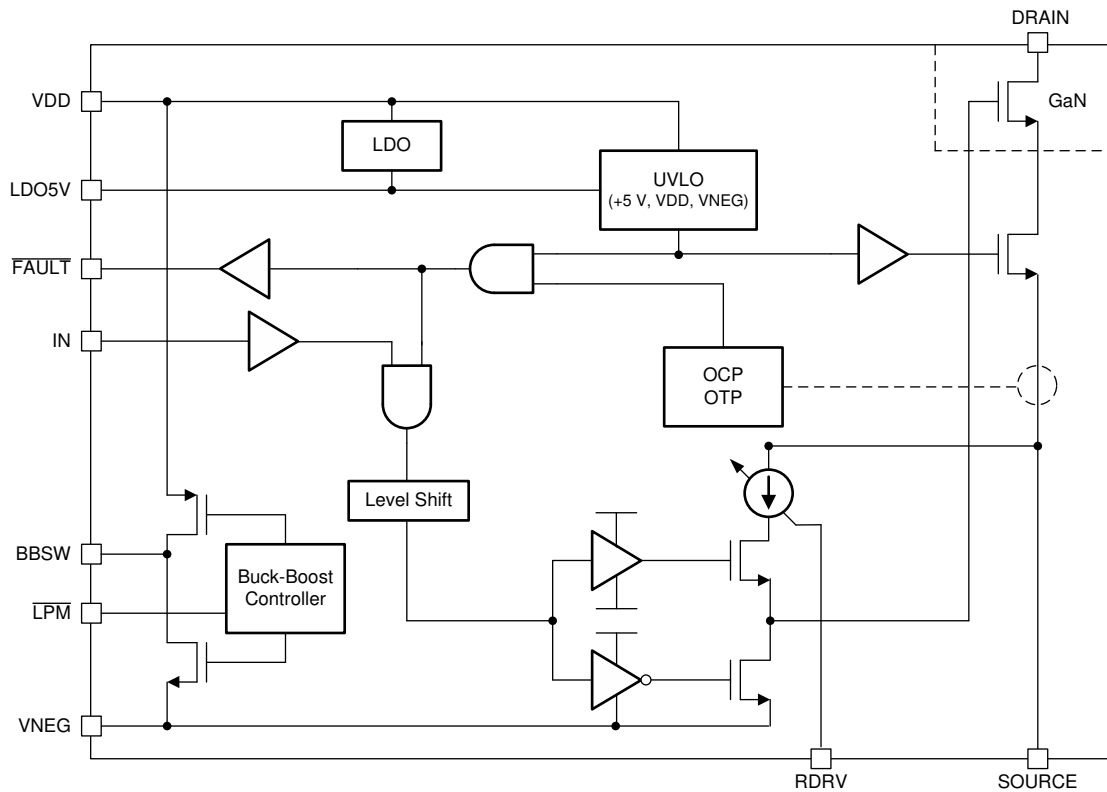 DRAIN
VDD
GaN
LDO
UVLO
(+5 V, VDD, VNEG)
LDO5V
FAULT
IN
OCP
OTP
Level Shift
BBSW
Buck-Boost
Controller
LPM
VNEG
RDRV
SOURCE